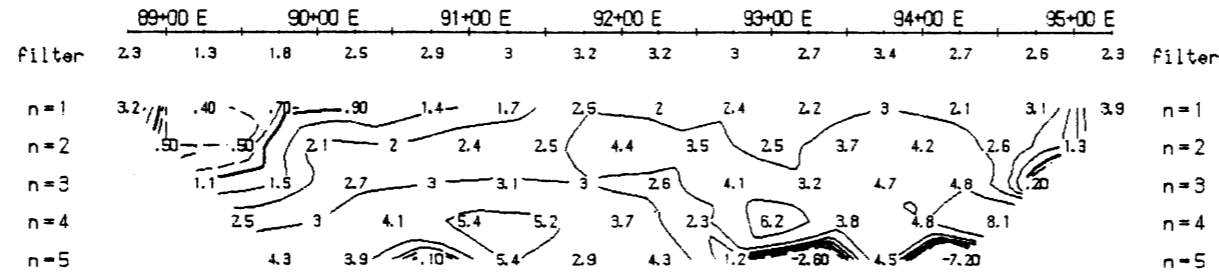 89+00 E 90+00 E 91+00 E 92+00 E 93+00 E 94+00 E 95+00 E
filter 2.3 1.3 1.8 2.5 2.9 3 3.2 3.2 3 2.7 3.4 2.7 2.6 2.3 filter
n=1 3.2 .40 .70 .90 1.4 1.7 2.5 2 2.4 2.2 3 2.1 3.1 3.9 n=1
n=2 .50 .50 2.1 2 2.4 2.5 4.4 3.5 2.5 3.7 4.2 2.6 1.3 n=2
n=3 1.1 1.5 2.7 3 3.1 3 2.6 4.1 3.2 4.7 4.8 .20 n=3
n=4 2.5 3 4.1 5.4 5.2 3.7 2.3 6.2 3.8 4.8 8.1 n=4
n=5 4.3 3.9 .10 5.4 2.9 4.3 1.2 -2.60 4.5 -7.20 n=5